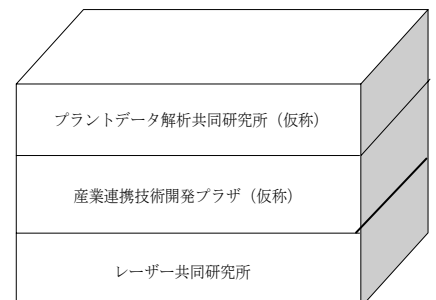 プラントデータ解析共同研究所（仮称）
産業連携技術開発プラザ（仮称）
レーザー共同研究所